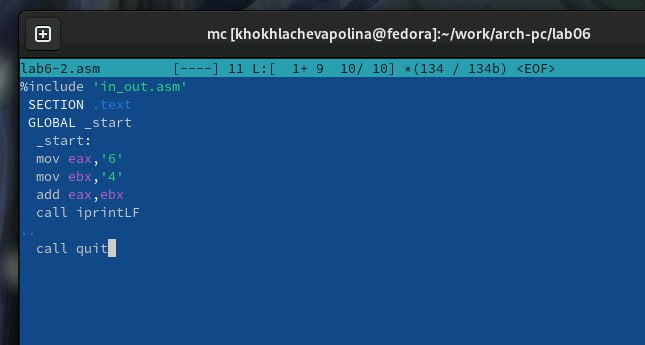 mc [khokhlachevapolina@fedora]:~/work/arch-pc/lab06
lab6-2.asm [----] 11 L:[ 1+ 9 10/ 10] *(134 / 134b) <EOF>
%include 'in_out.asm'
SECTION .text
GLOBAL _start
_start:
mov eax,'6'
mov ebx,'4'
add eax,ebx
call iprintLF
..
call quit